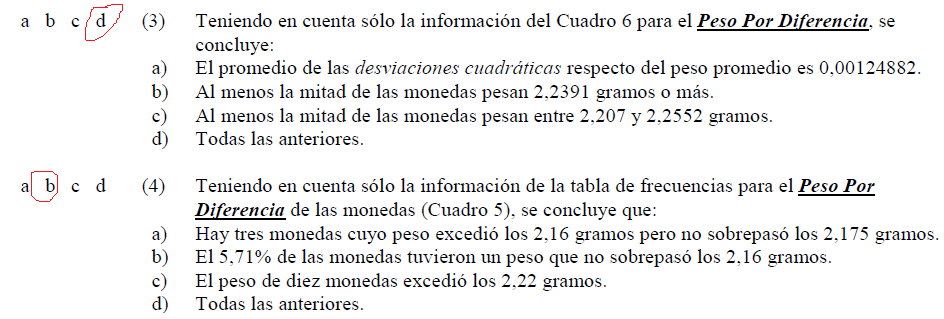 a b c d (3) Teniendo en cuenta sólo la información del Cuadro 6 para el Peso Por Diferencia, se
concluye:
a) El promedio de las desviaciones cuadráticas respecto del peso promedio es 0,00124882.
b) Al menos la mitad de las monedas pesan 2,2391 gramos o más.
c) Al menos la mitad de las monedas pesan entre 2,207 y 2,2552 gramos.
d) Todas las anteriores.
a b c d (4) Teniendo en cuenta sólo la información de la tabla de frecuencias para el Peso Por
Diferencia de las monedas (Cuadro 5), se concluye que:
a) Hay tres monedas cuyo peso excedió los 2,16 gramos pero no sobrepasó los 2,175 gramos.
b) El 5,71% de las monedas tuvieron un peso que no sobrepasó los 2,16 gramos.
c) El peso de diez monedas excedió los 2,22 gramos.
d) Todas las anteriores.